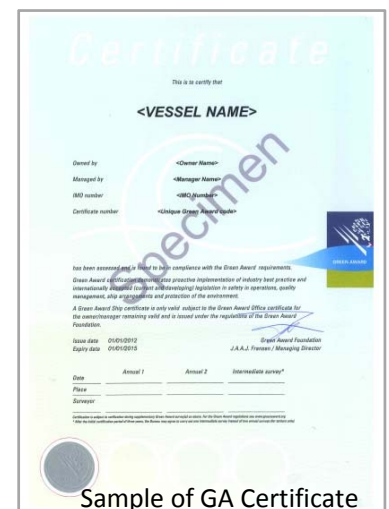 Certificate
This is to certify that
<VESSEL NAME>
Owned by <Owner Name>
Managed by <Manager Name>
IMO number <IMO Number>
Certificate number <Unique Green Award code>
Specimen
GREEN AWARD
has been assessed and is found to be in compliance with the Green Award requirements.
Green Award certification demonstrates proactive implementation of industry best practice and
internationally accepted (current and developing) legislation in safety in operations, quality
management, ship arrangements and protection of the environment.
A Green Award Ship certificate is only valid subject to the Green Award Office certificate for
the owner/manager remaining valid and is issued under the regulations of the Green Award
Foundation.
Issue date 01/01/2012 Green Award Foundation
Expiry date 01/01/2015 J.A.A.J. Fransen / Managing Director
Annual 1 Annual 2 Intermediate survey*
Date
Place
Surveyor
Sample of GA Certificate